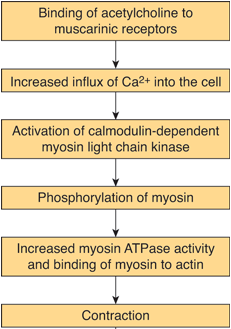 Binding of acetylcholine to
muscarinic receptors
Increased influx of Ca²⁺ into the cell
Activation of calmodulin-dependent
myosin light chain kinase
Phosphorylation of myosin
Increased myosin ATPase activity
and binding of myosin to actin
Contraction